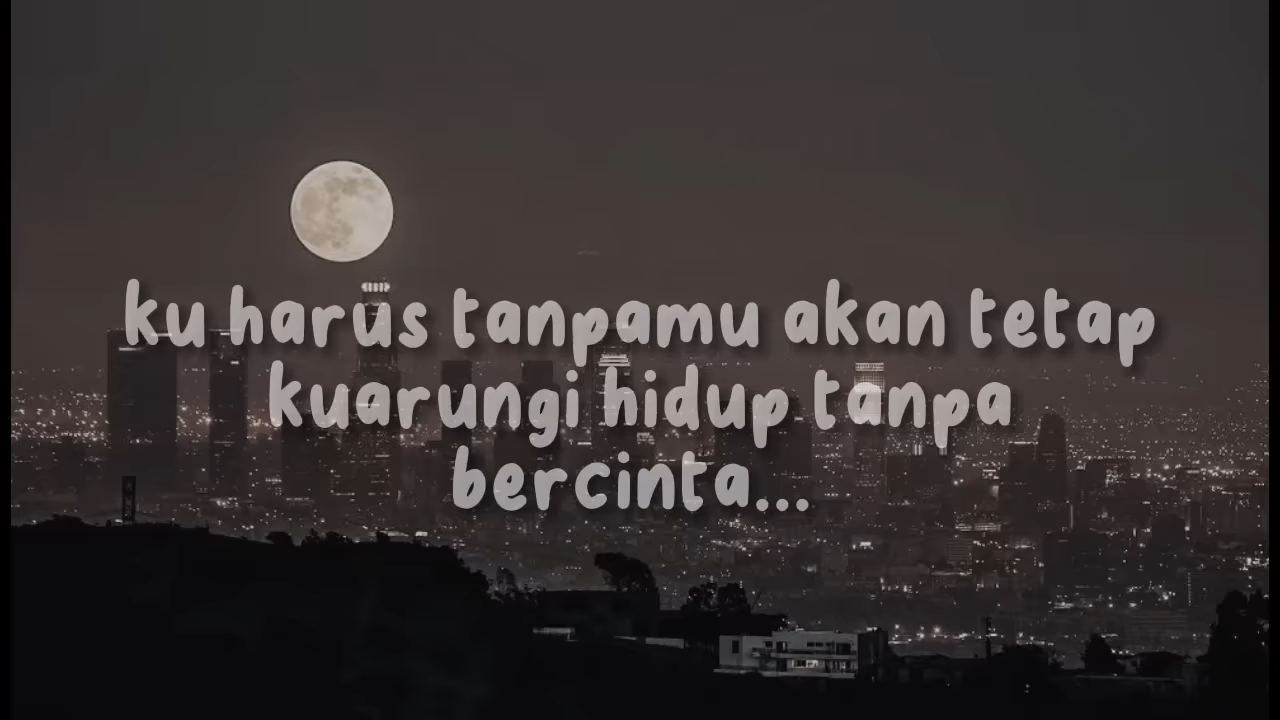 ku harus tanpamu akan tetap
kuarungi hidup tanpa
bercinta...